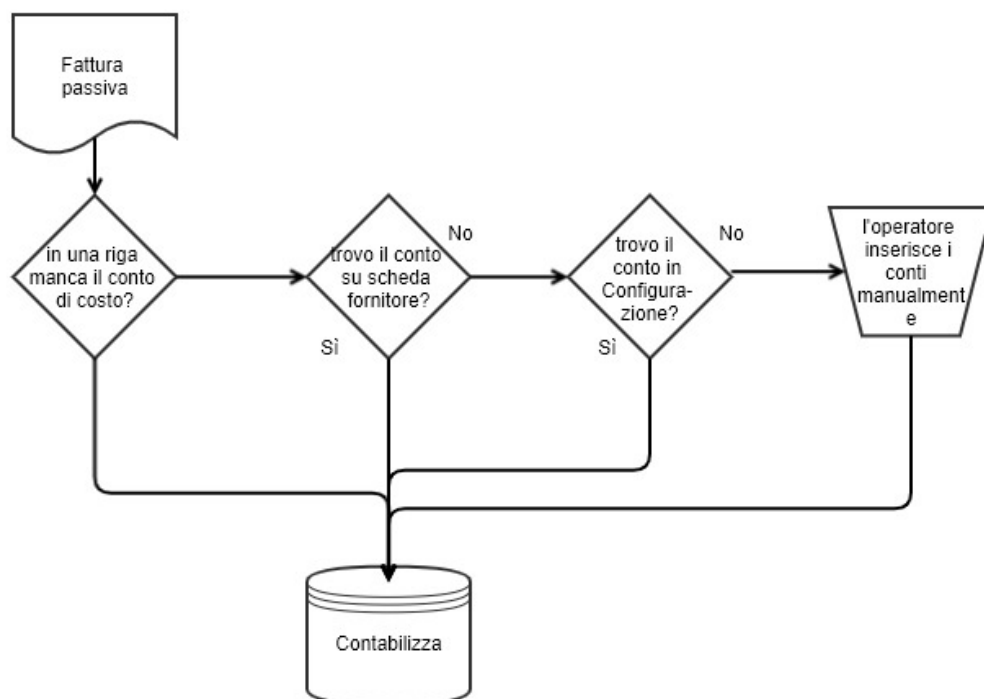 Fattura
passiva
in una riga
manca il conto
di costo?
trovo il conto
su scheda
fornitore?
No
Sì
trovo il
conto in
Configura-
zione?
No
Sì
l'operatore
inserisce i
conti
manualment
e
Contabilizza